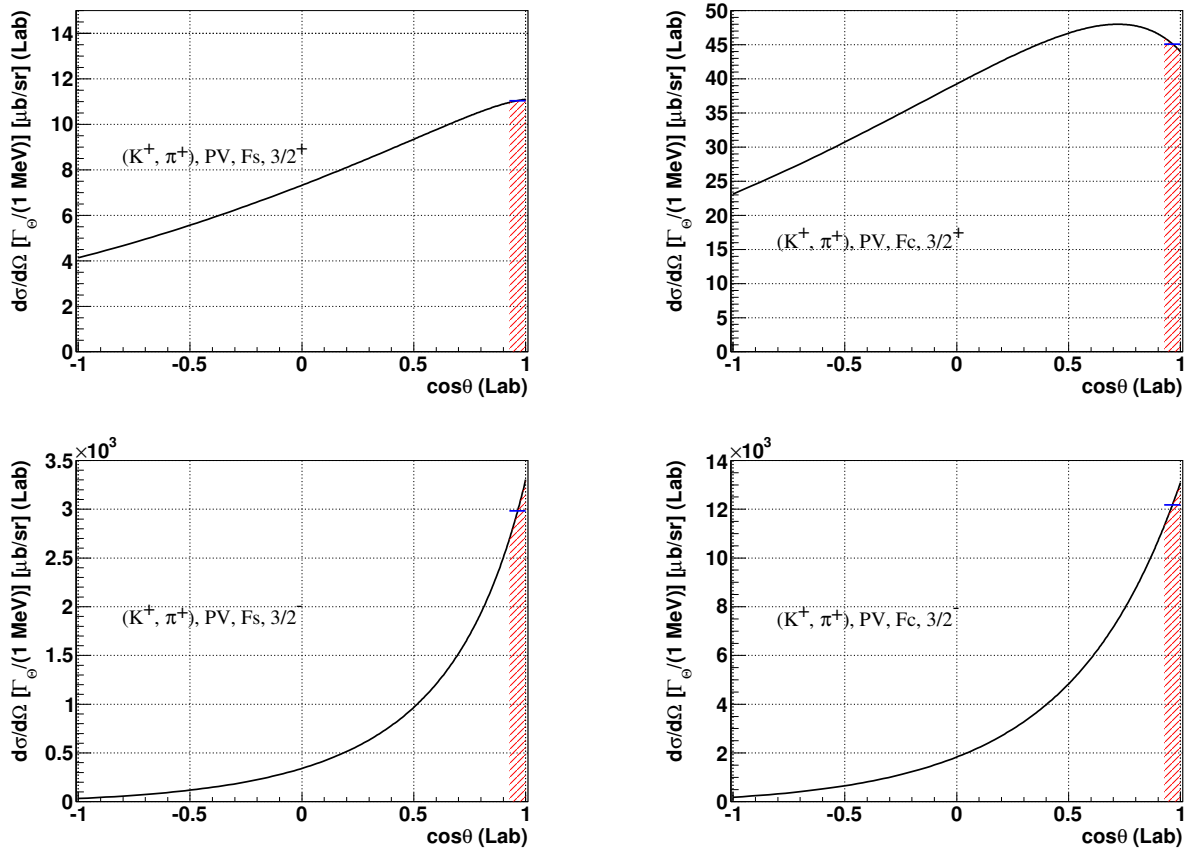 dσ/dΩ [Γ_Θ/(1 MeV)] [μb/sr] (Lab)
14
12
10
8
6
4
2
0
(K⁺, π⁺), PV, Fs, 3/2⁺
-1 -0.5 0 0.5 1
cosθ (Lab)
dσ/dΩ [Γ_Θ/(1 MeV)] [μb/sr] (Lab)
50
45
40
35
30
25
20
15
10
5
0
(K⁺, π⁺), PV, Fc, 3/2⁺
-1 -0.5 0 0.5 1
cosθ (Lab)
×10³
dσ/dΩ [Γ_Θ/(1 MeV)] [μb/sr] (Lab)
3.5
3
2.5
2
1.5
1
0.5
0
(K⁺, π⁺), PV, Fs, 3/2⁻
-1 -0.5 0 0.5 1
cosθ (Lab)
×10³
dσ/dΩ [Γ_Θ/(1 MeV)] [μb/sr] (Lab)
14
12
10
8
6
4
2
0
(K⁺, π⁺), PV, Fc, 3/2⁻
-1 -0.5 0 0.5 1
cosθ (Lab)